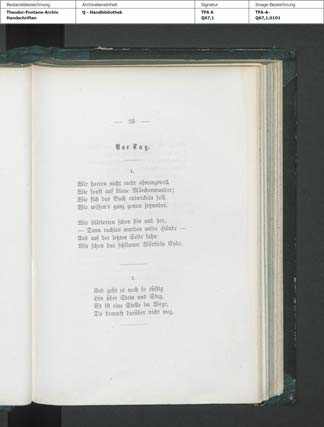 Bestandsbezeichnung
Archivaleneinheit
Signatur
Image-Bezeichnung
Theodor-Fontane-Archiv
Handschriften
Q - Handbibliothek
TFA A
Q67,1
TFA-A-
Q67,1,0101
Vor Tag.
1.
Wir harren nicht mehr ahnungsvoll
Wie sonst auf blaue Märchenwunder;
Wie sich das Buch entwickeln soll,
Wir wissen's ganz genau jetzunder.
Wir blätterten schon hin und her,
— Denn ruchlos wurden unsre Hände —
Und auf der letzten Seite sahn
Wir schon das schlimme Wörtlein Ende.
2.
Und geht es noch so rüstig
Hin über Stein und Steg,
Es ist eine Stelle im Wege,
Du kommst darüber nicht weg.